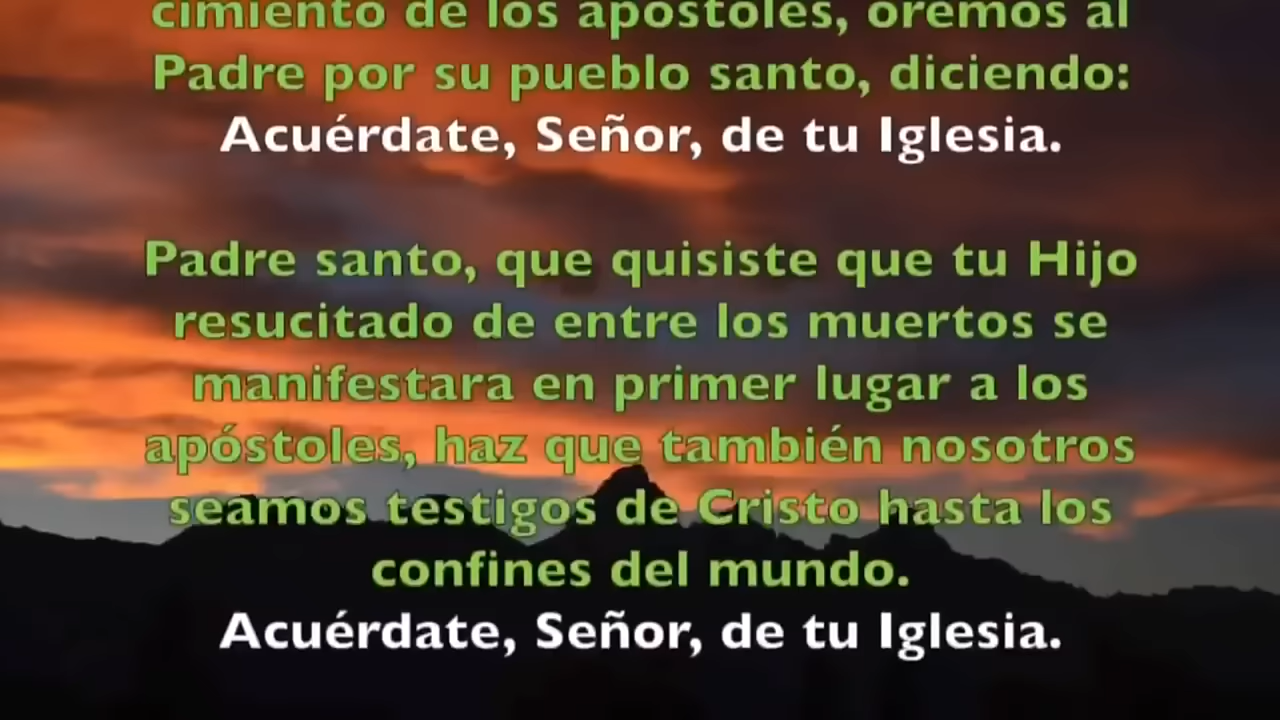 cimiento de los apóstoles, oremos al
Padre por su pueblo santo, diciendo:
Acuérdate, Señor, de tu Iglesia.
Padre santo, que quisiste que tu Hijo
resucitado de entre los muertos se
manifestara en primer lugar a los
apóstoles, haz que también nosotros
seamos testigos de Cristo hasta los
confines del mundo.
Acuérdate, Señor, de tu Iglesia.